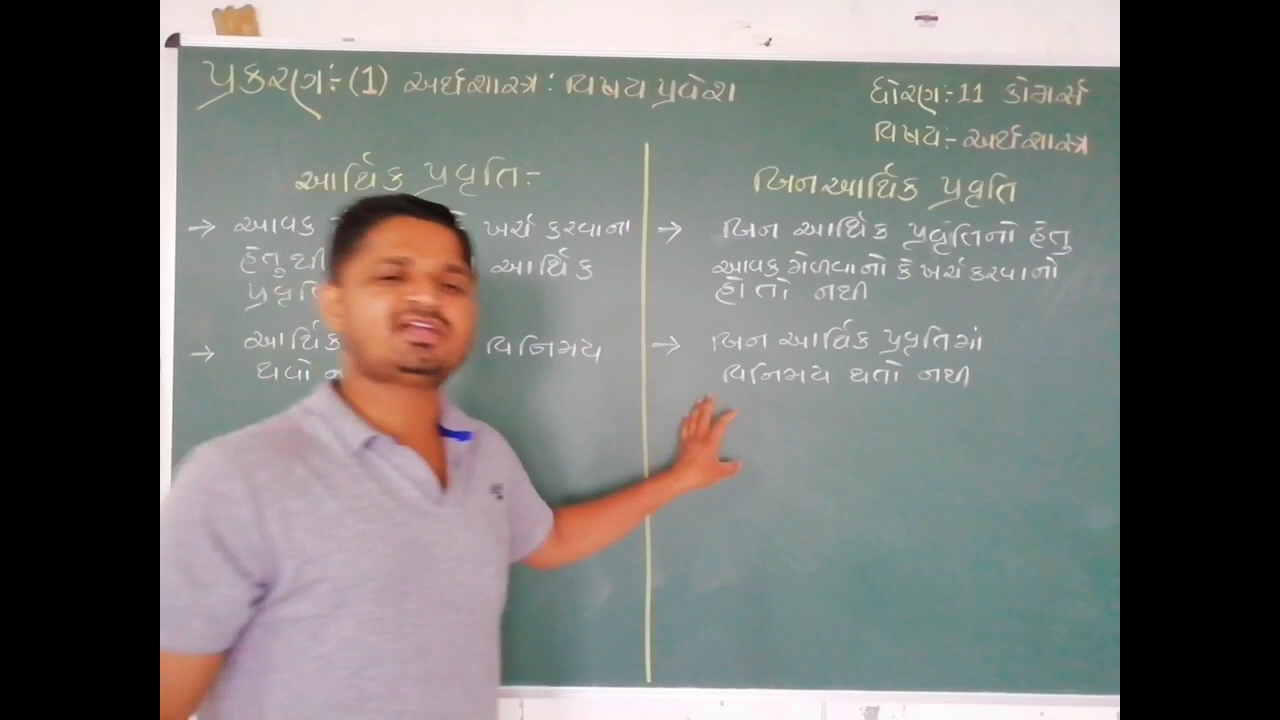 પ્રકરણ:-(1) અર્થશાસ્ત્ર : વિષય પ્રવેશ
ધોરણ:-11 કોમર્સ
વિષય:- અર્થશાસ્ત્ર
આર્થિક પ્રવૃતિ:-
→ આવક ખર્ચ કરવાના
હેતુથી આર્થિક
આર્થિક વિનિમય
થવો
બિનઆર્થિક પ્રવૃતિ
→ બિન આર્થિક પ્રવૃતિનો હેતુ
આવક મેળવાનો કે ખર્ચ કરવાનો
હોતો નથી
→ બિન આર્થિક પ્રવૃતિમાં
વિનિમય થતો નથી